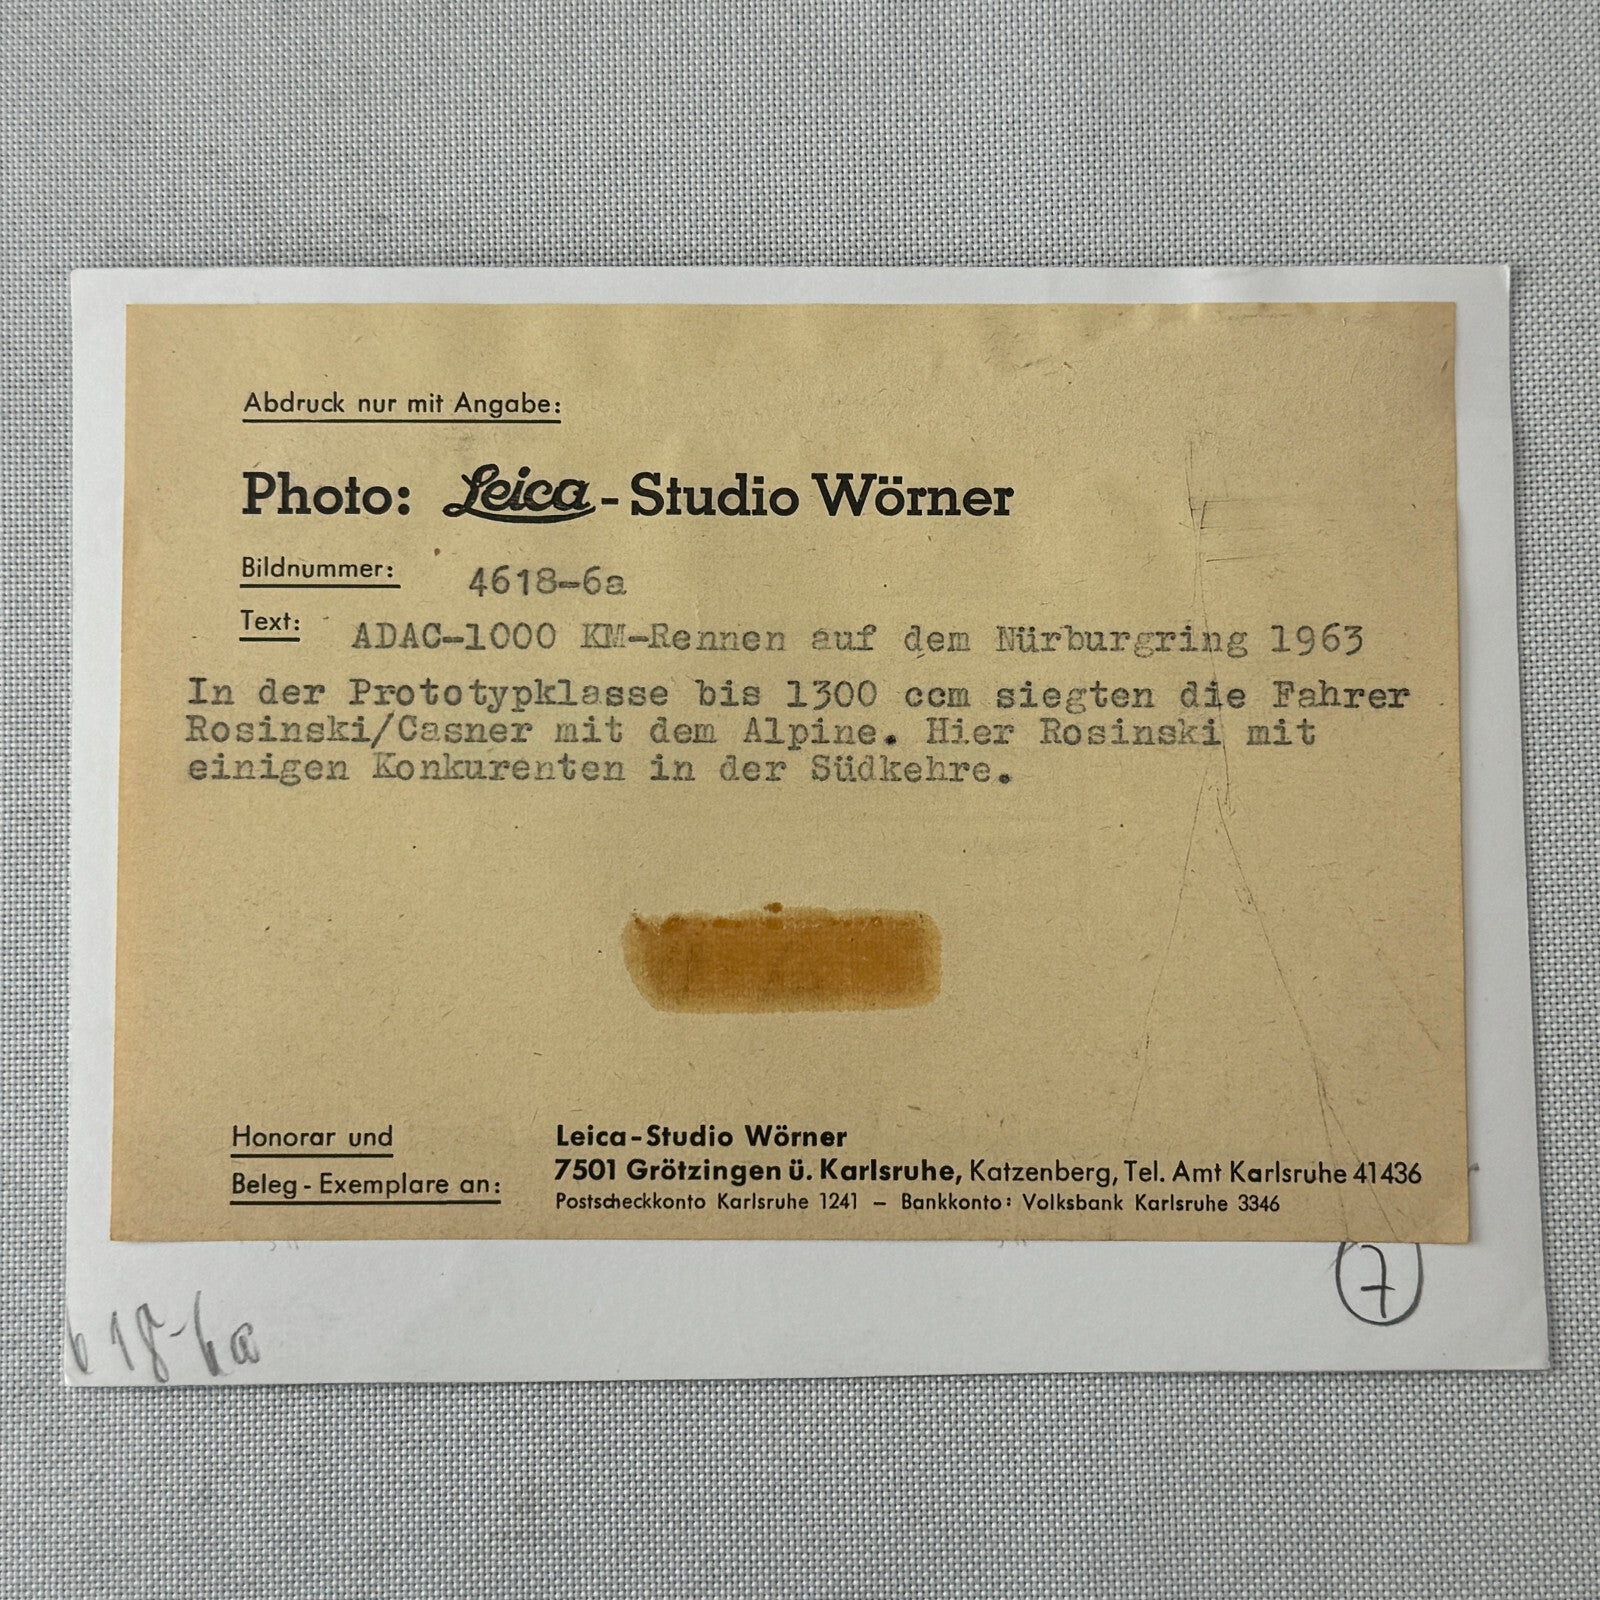 Abdruck nur mit Angabe:
Photo: Leica - Studio Wörner
Bildnummer: 4618-6a
Text: ADAC-1000 KM-Rennen auf dem Nürburgring 1963
In der Prototypklasse bis 1300 ccm siegten die Fahrer
Rosinski/Casner mit dem Alpine. Hier Rosinski mit
einigen Konkurenten in der Südkehre.
Honorar und
Beleg - Exemplare an:
Leica-Studio Wörner
7501 Grötzingen ü. Karlsruhe, Katzenberg, Tel. Amt Karlsruhe 41436
Postscheckkonto Karlsruhe 1241 – Bankkonto: Volksbank Karlsruhe 3346
7
618-6a